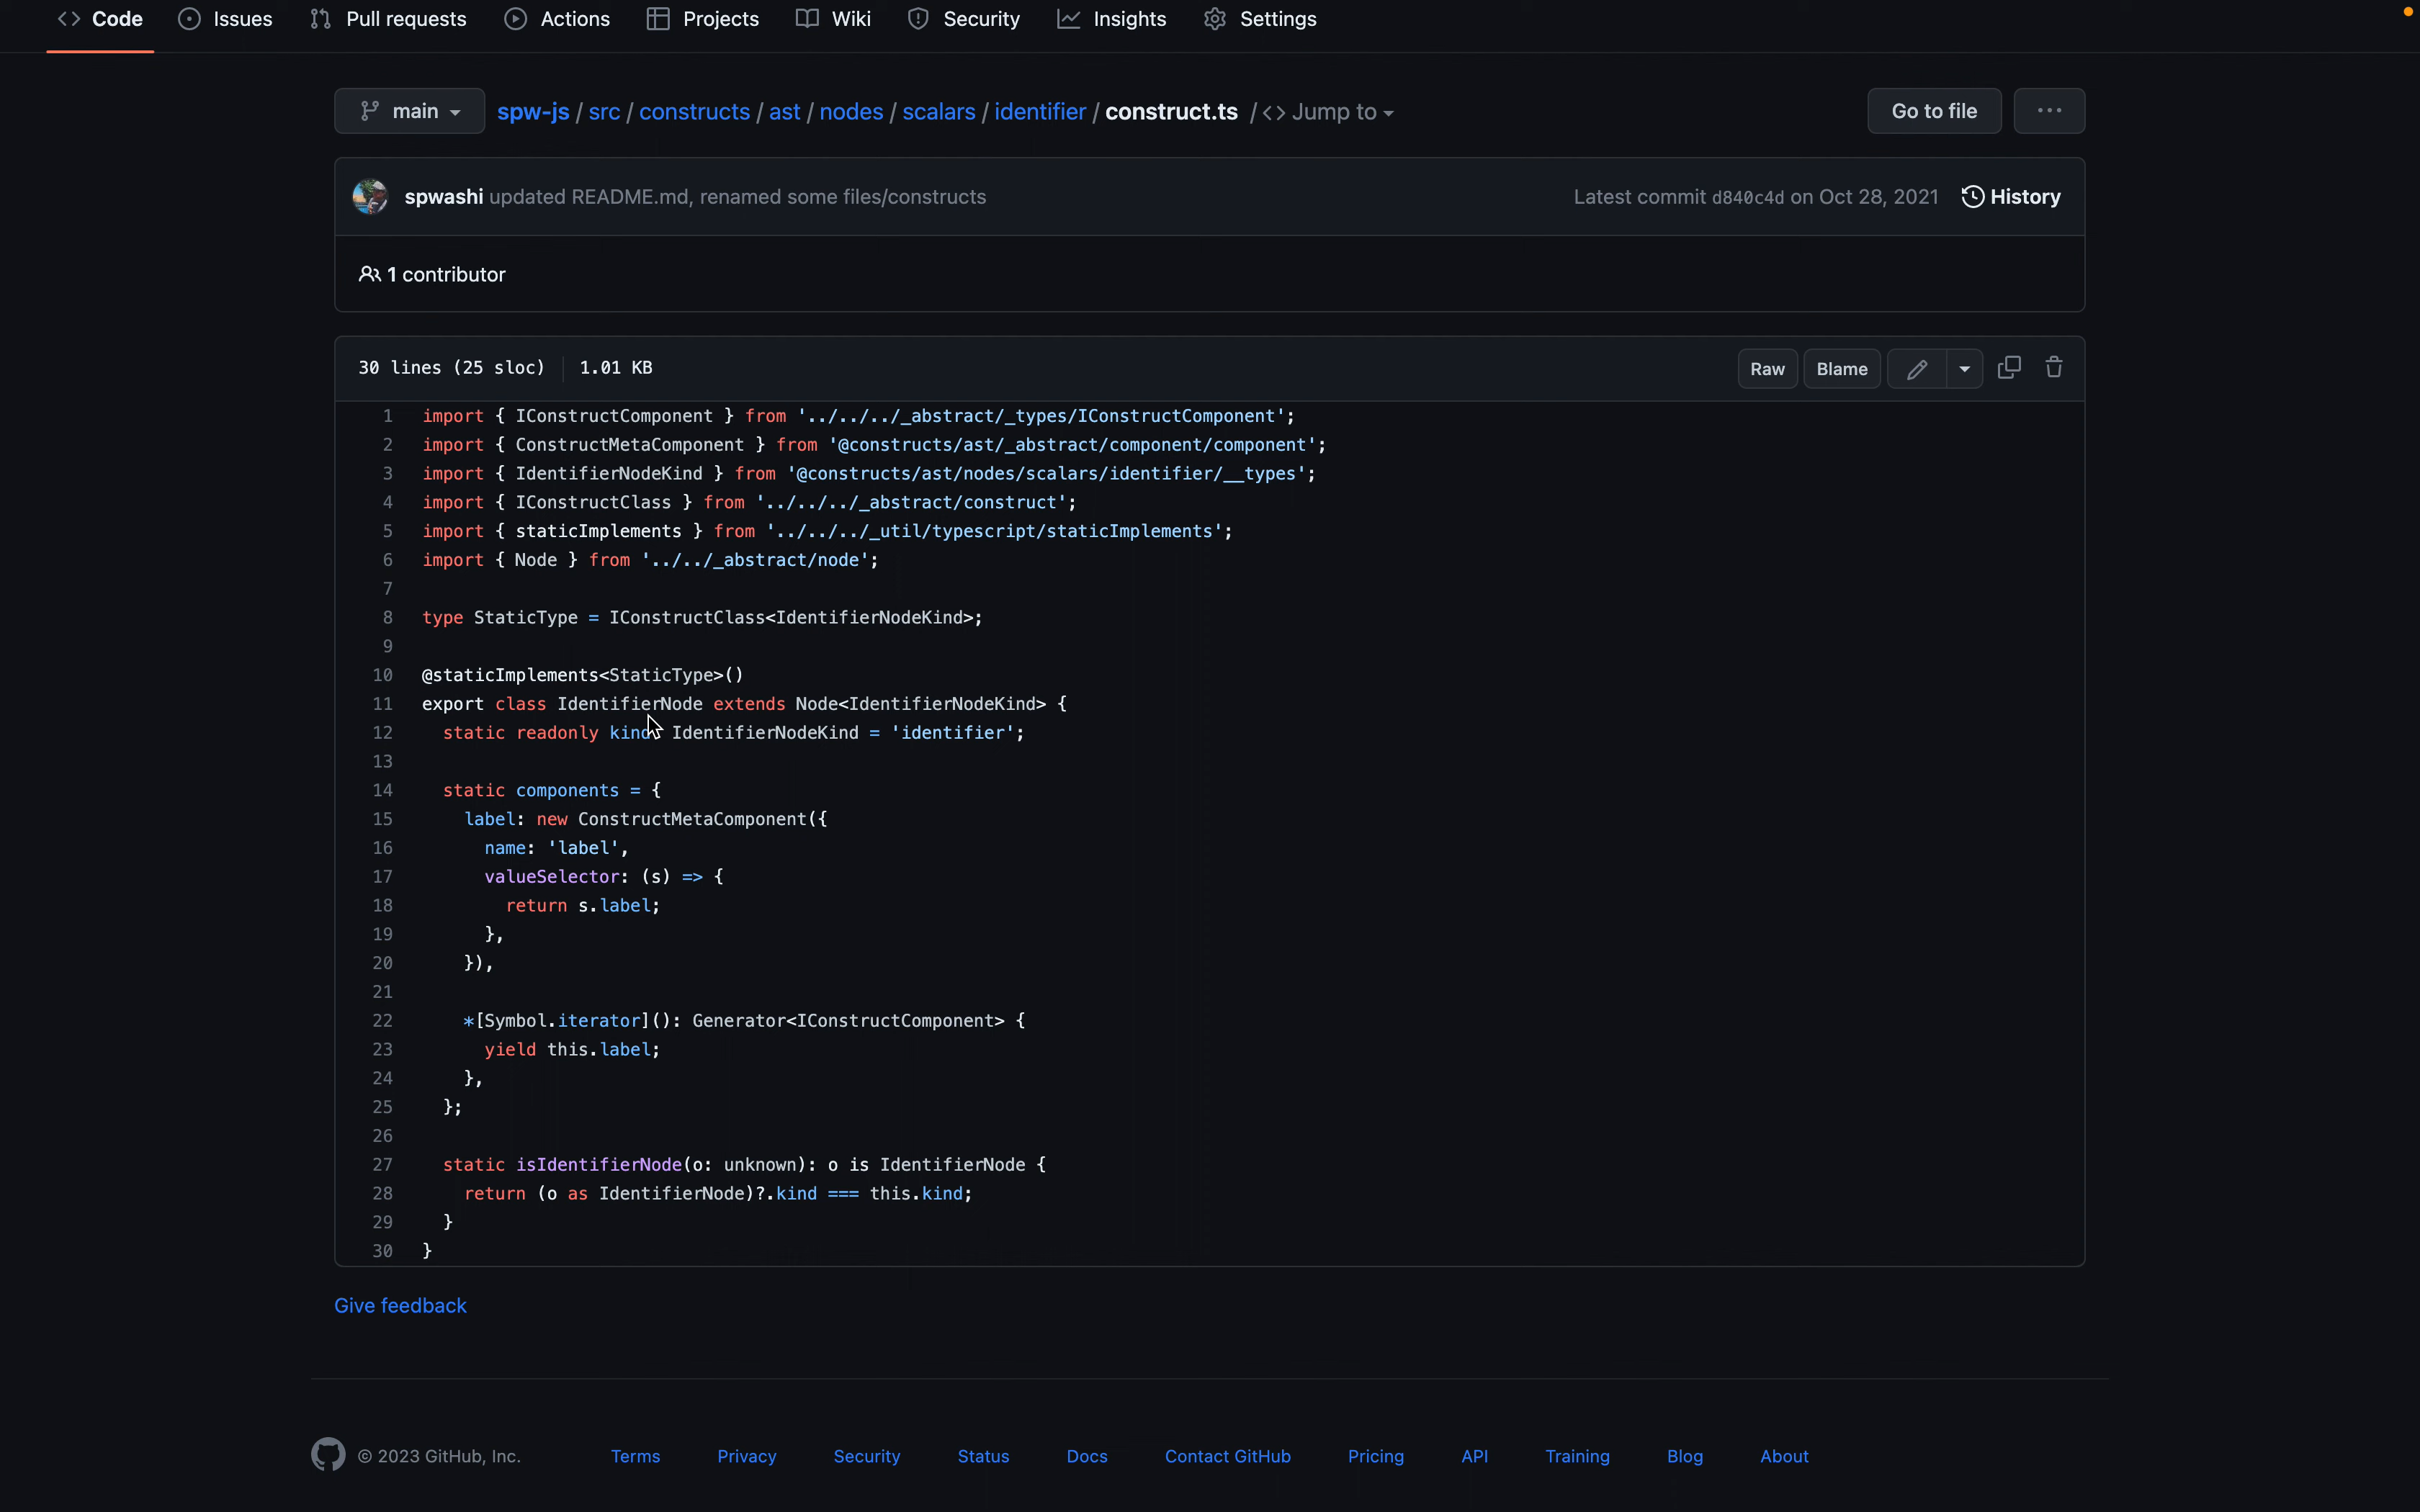 Code Issues Pull requests Actions Projects Wiki Security Insights Settings
main spw-js / src / constructs / ast / nodes / scalars / identifier / construct.ts / <> Jump to Go to file ...
spwashi updated README.md, renamed some files/constructs Latest commit d840c4d on Oct 28, 2021 History
1 contributor
30 lines (25 sloc) 1.01 KB Raw Blame
1 import { IConstructComponent } from '../../../_abstract/_types/IConstructComponent';
2 import { ConstructMetaComponent } from '@constructs/ast/_abstract/component/component';
3 import { IdentifierNodeKind } from '@constructs/ast/nodes/scalars/identifier/__types';
4 import { IConstructClass } from '../../../_abstract/construct';
5 import { staticImplements } from '../../../_util/typescript/staticImplements';
6 import { Node } from '../../_abstract/node';
7
8 type StaticType = IConstructClass<IdentifierNodeKind>;
9
10 @staticImplements<StaticType>()
11 export class IdentifierNode extends Node<IdentifierNodeKind> {
12   static readonly kind: IdentifierNodeKind = 'identifier';
13
14   static components = {
15     label: new ConstructMetaComponent({
16       name: 'label',
17       valueSelector: (s) => {
18         return s.label;
19       },
20     }),
21
22     *[Symbol.iterator](): Generator<IConstructComponent> {
23       yield this.label;
24     },
25   };
26
27   static isIdentifierNode(o: unknown): o is IdentifierNode {
28     return (o as IdentifierNode)?.kind === this.kind;
29   }
30 }
Give feedback
© 2023 GitHub, Inc. Terms Privacy Security Status Docs Contact GitHub Pricing API Training Blog About